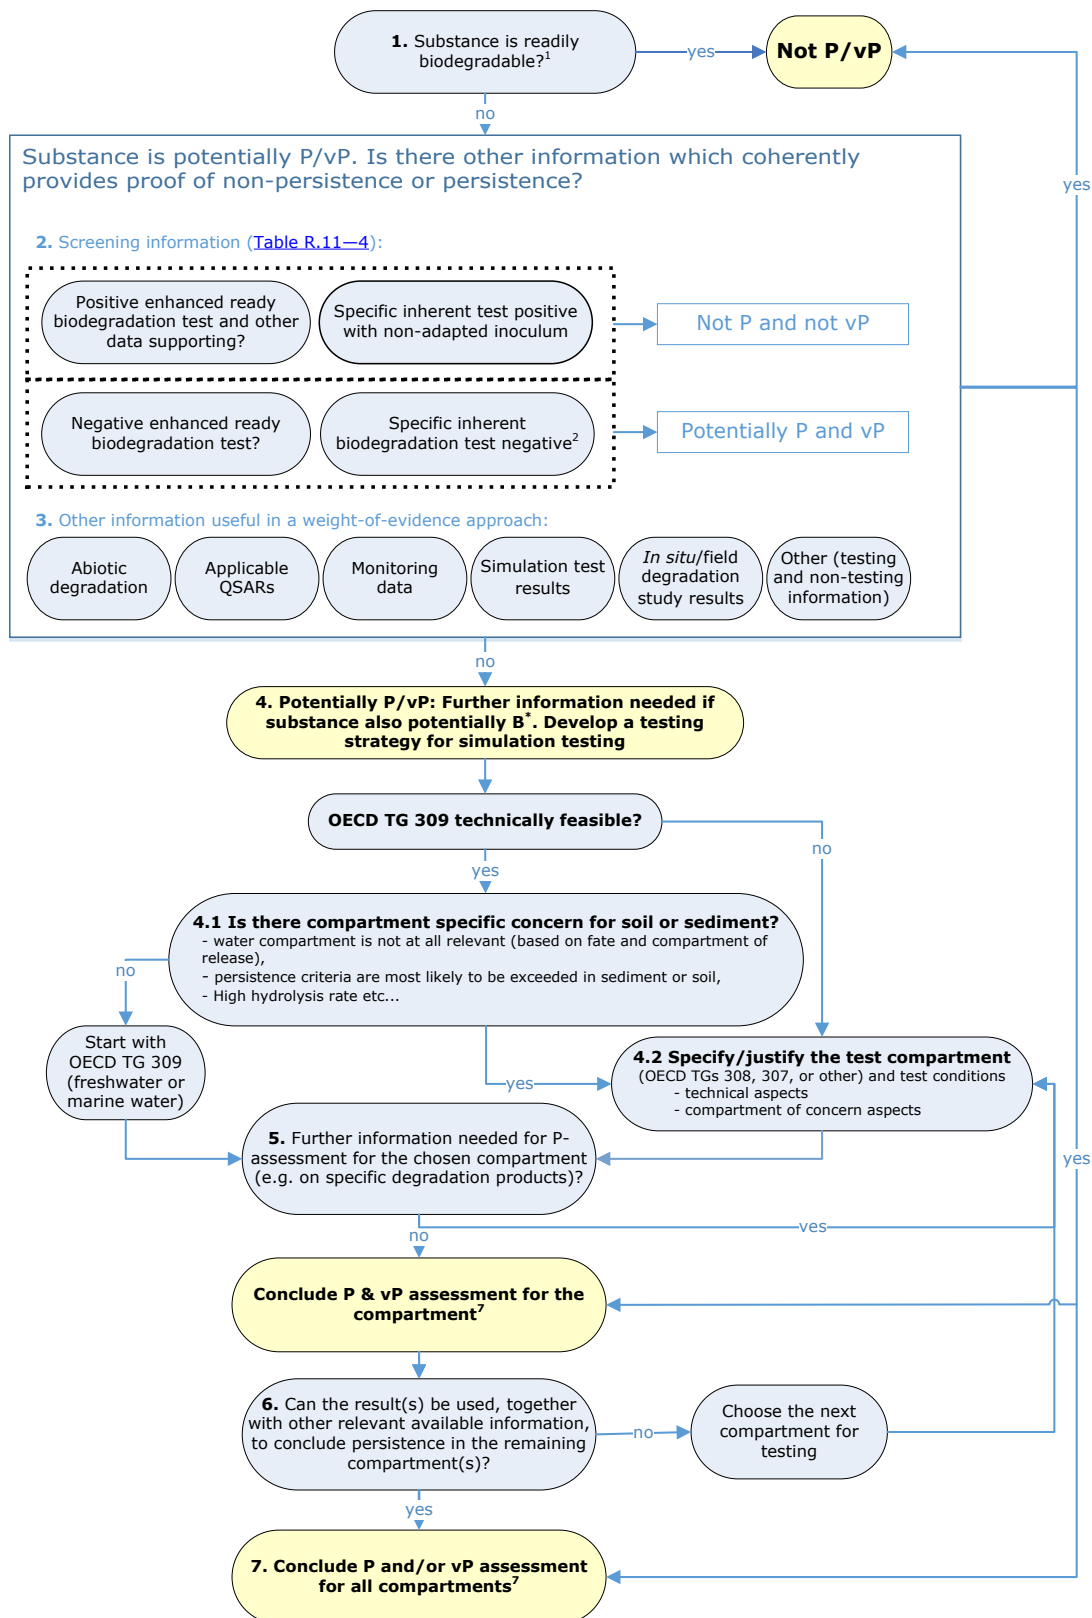 1. Substance is readily
biodegradable?1
yes
Not P/vP
no
Substance is potentially P/vP. Is there other information which coherently
provides proof of non-persistence or persistence?
yes
2. Screening information (Table R.11—4):
Positive enhanced ready
biodegradation test and other
data supporting?
Specific inherent test positive
with non-adapted inoculum
Not P and not vP
Negative enhanced ready
biodegradation test?
Specific inherent
biodegradation test negative2
Potentially P and vP
3. Other information useful in a weight-of-evidence approach:
Abiotic
degradation
Applicable
QSARs
Monitoring
data
Simulation test
results
In situ/field
degradation
study results
Other (testing
and non-testing
information)
no
4. Potentially P/vP: Further information needed if
substance also potentially B*. Develop a testing
strategy for simulation testing
OECD TG 309 technically feasible?
no
yes
4.1 Is there compartment specific concern for soil or sediment?
- water compartment is not at all relevant (based on fate and compartment of
release),
- persistence criteria are most likely to be exceeded in sediment or soil,
- High hydrolysis rate etc...
no
Start with
OECD TG 309
(freshwater or
marine water)
yes
4.2 Specify/justify the test compartment
(OECD TGs 308, 307, or other) and test conditions
- technical aspects
- compartment of concern aspects
5. Further information needed for P-
assessment for the chosen compartment
(e.g. on specific degradation products)?
yes
yes
no
Conclude P & vP assessment for the
compartment7
6. Can the result(s) be used, together
with other relevant available information,
to conclude persistence in the remaining
compartment(s)?
no
Choose the next
compartment for
testing
yes
7. Conclude P and/or vP assessment
for all compartments7